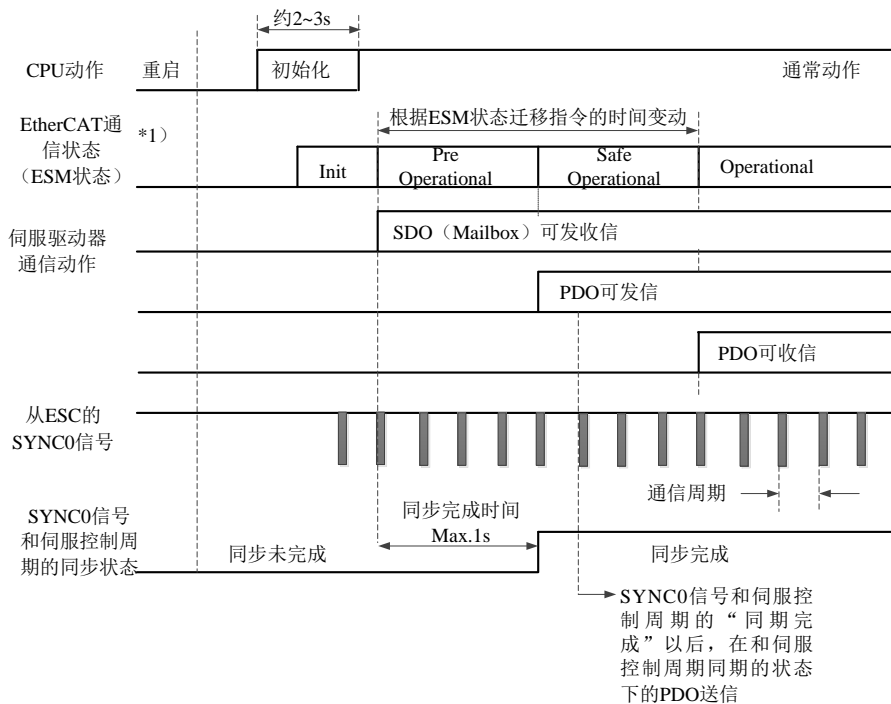 约2~3s
CPU动作
重启
初始化
通常动作
EtherCAT通
信状态
（ESM状态）
*1）
根据ESM状态迁移指令的时间变动
Init
Pre
Operational
Safe
Operational
Operational
伺服驱动器
通信动作
SDO（Mailbox）可发收信
PDO可发信
PDO可收信
从ESC的
SYNC0信号
通信周期
SYNC0信号
和伺服控制周
期的同步状态
同步未完成
同步完成时间
Max.1s
同步完成
SYNC0信号和伺服控
制周期的“同期完
成”以后，在和伺服
控制周期同期的状态
下的PDO送信